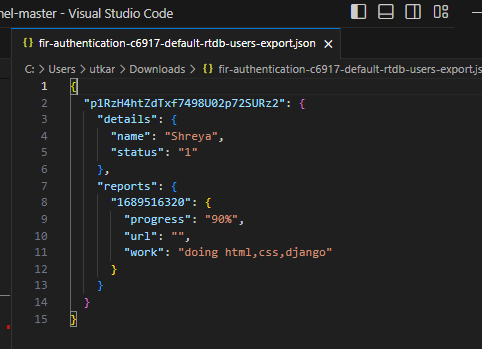 nel-master - Visual Studio Code
{} fir-authentication-c6917-default-rtdb-users-export.json ×
C: > Users > utkar > Downloads > {} fir-authentication-c6917-default-rtdb-users-export.js
1 {
2 "p1RzH4htZdTxf7498U02p72SURz2": {
3 "details": {
4 "name": "Shreya",
5 "status": "1"
6 },
7 "reports": {
8 "1689516320": {
9 "progress": "90%",
10 "url": "",
11 "work": "doing html,css,django"
12 }
13 }
14 }
15 }